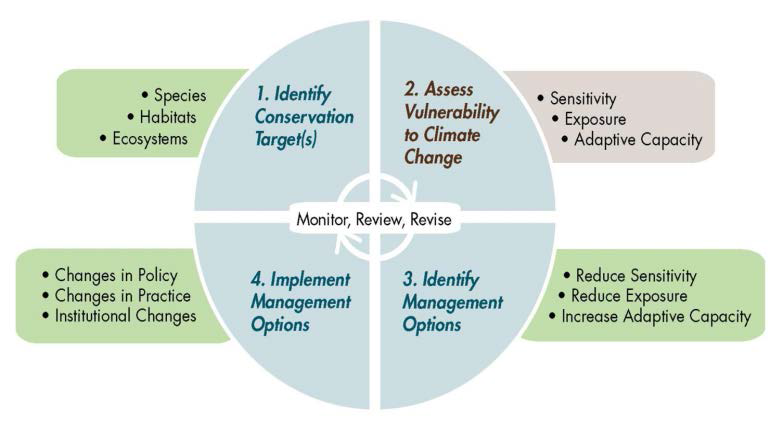 • Species
• Habitats
• Ecosystems
1. Identify
Conservation
Target(s)
2. Assess
Vulnerability
to Climate
Change
• Sensitivity
• Exposure
• Adaptive Capacity
Monitor, Review, Revise
• Changes in Policy
• Changes in Practice
• Institutional Changes
4. Implement
Management
Options
3. Identify
Management
Options
• Reduce Sensitivity
• Reduce Exposure
• Increase Adaptive Capacity